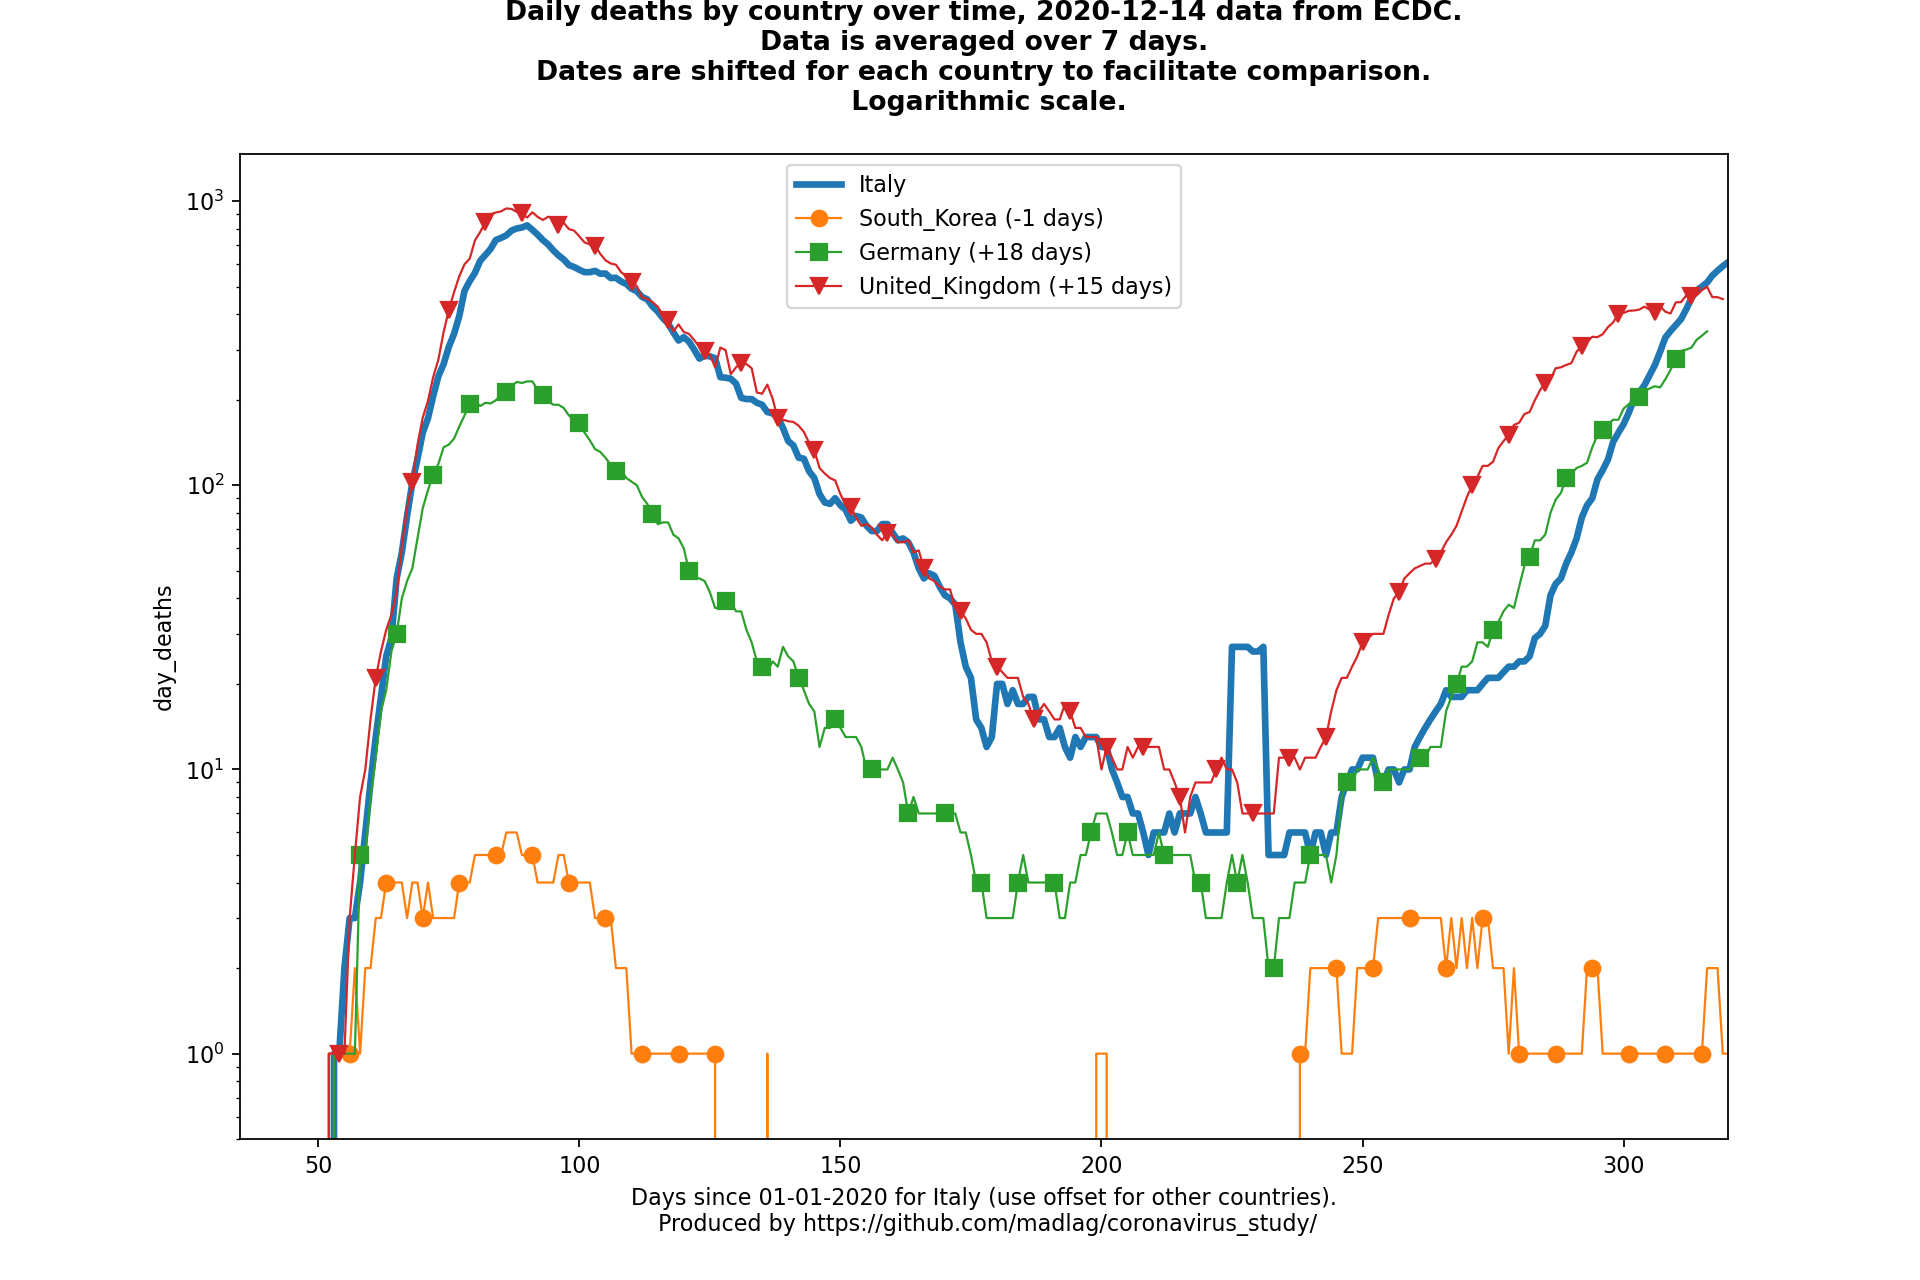 Daily deaths by country over time, 2020-12-14 data from ECDC.
Data is averaged over 7 days.
Dates are shifted for each country to facilitate comparison.
Logarithmic scale.
Italy
South_Korea (-1 days)
Germany (+18 days)
United_Kingdom (+15 days)
10³
10²
10¹
10⁰
day_deaths
50
100
150
200
250
300
Days since 01-01-2020 for Italy (use offset for other countries).
Produced by https://github.com/madlag/coronavirus_study/